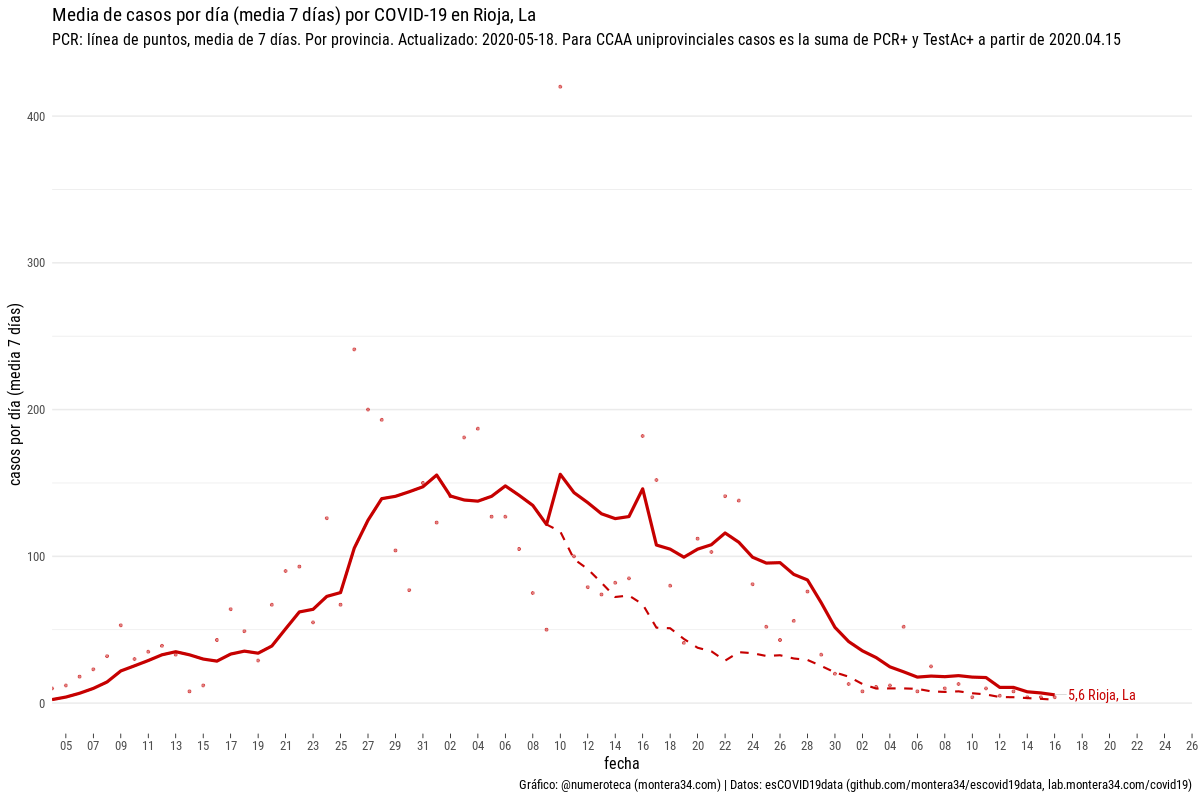 Media de casos por día (media 7 días) por COVID-19 en Rioja, La
PCR: línea de puntos, media de 7 días. Por provincia. Actualizado: 2020-05-18. Para CCAA uniprovinciales casos es la suma de PCR+ y TestAc+ a partir de 2020.04.15
casos por día (media 7 días)
400
300
200
100
0
5,6 Rioja, La
05 07 09 11 13 15 17 19 21 23 25 27 29 31 02 04 06 08 10 12 14 16 18 20 22 24 26 28 30 02 04 06 08 10 12 14 16 18 20 22 24 26
fecha
Gráfico: @numeroteca (montera34.com) | Datos: esCOVID19data (github.com/montera34/escovid19data, lab.montera34.com/covid19)